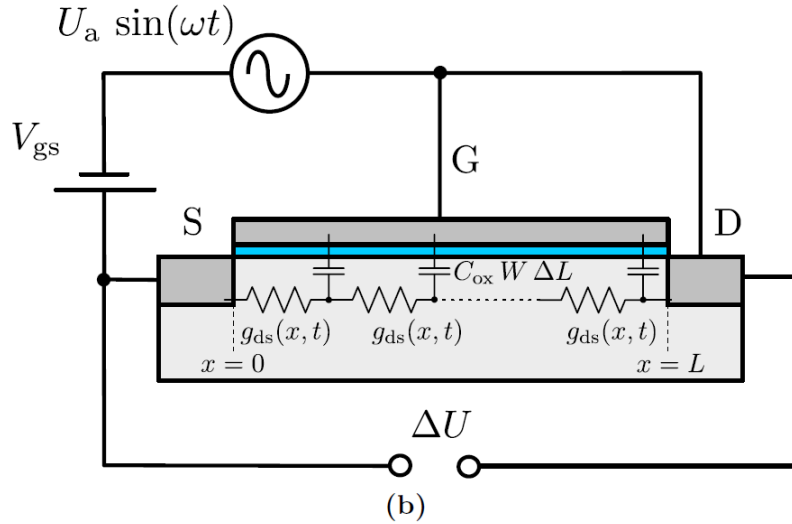 U_a sin(ωt)
V_gs
G
S
D
C_ox W ΔL
g_ds(x, t) g_ds(x, t) g_ds(x, t)
x = 0 x = L
ΔU
(b)